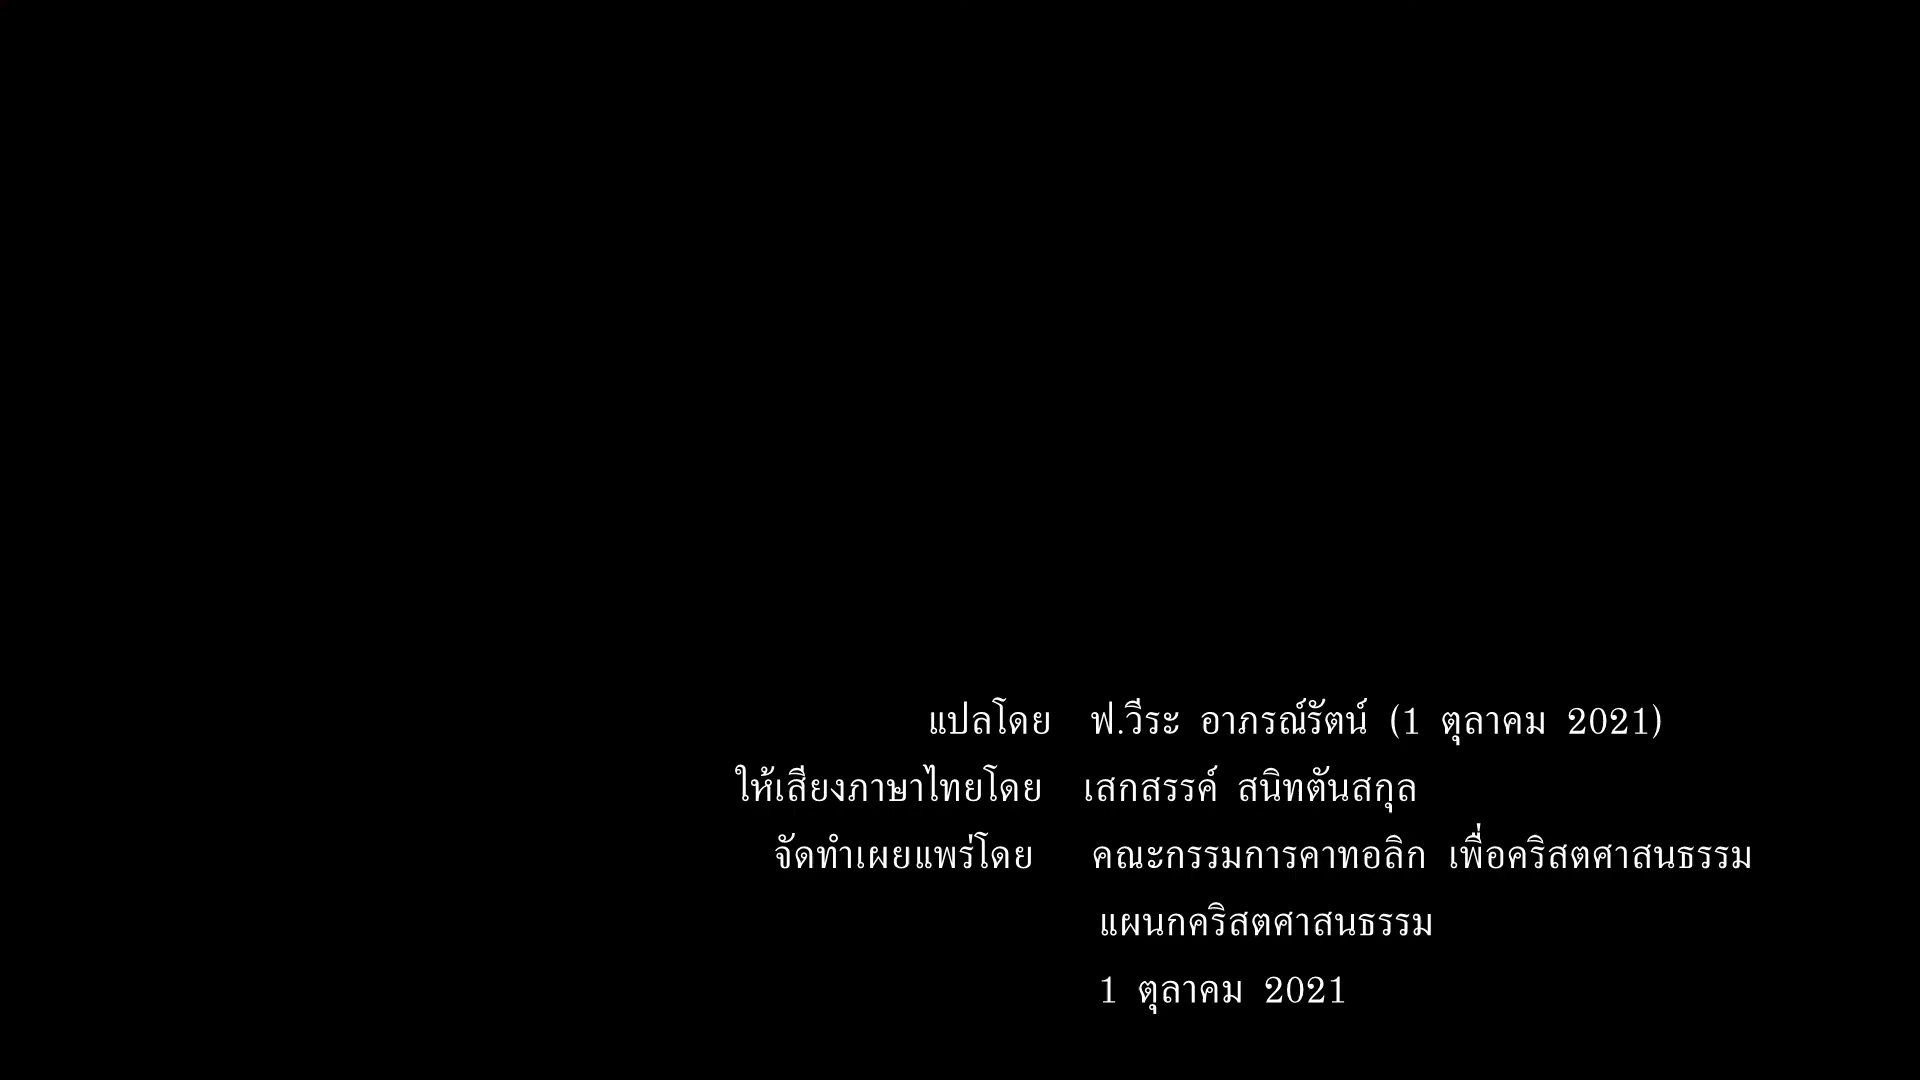 แปลโดย ฟ.วีระ อาภรณ์รัตน์ (1 ตุลาคม 2021)
ให้เสียงภาษาไทยโดย เสกสรรค์ สนิทตันสกุล
จัดทำเผยแพร่โดย คณะกรรมการคาทอลิก เพื่อคริสตศาสนธรรม
แผนกคริสตศาสนธรรม
1 ตุลาคม 2021